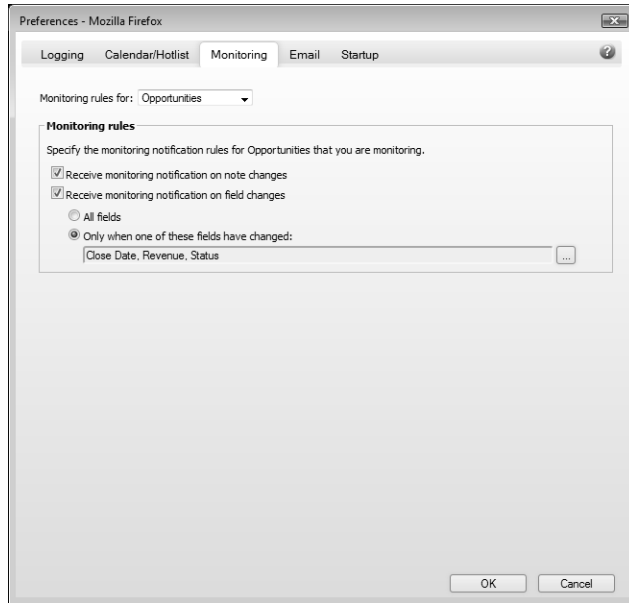 Preferences - Mozilla Firefox
Logging Calendar/Hotlist Monitoring Email Startup ?
Monitoring rules for: Opportunities
Monitoring rules
Specify the monitoring notification rules for Opportunities that you are monitoring.
Receive monitoring notification on note changes
Receive monitoring notification on field changes
All fields
Only when one of these fields have changed:
Close Date, Revenue, Status ...
OK Cancel